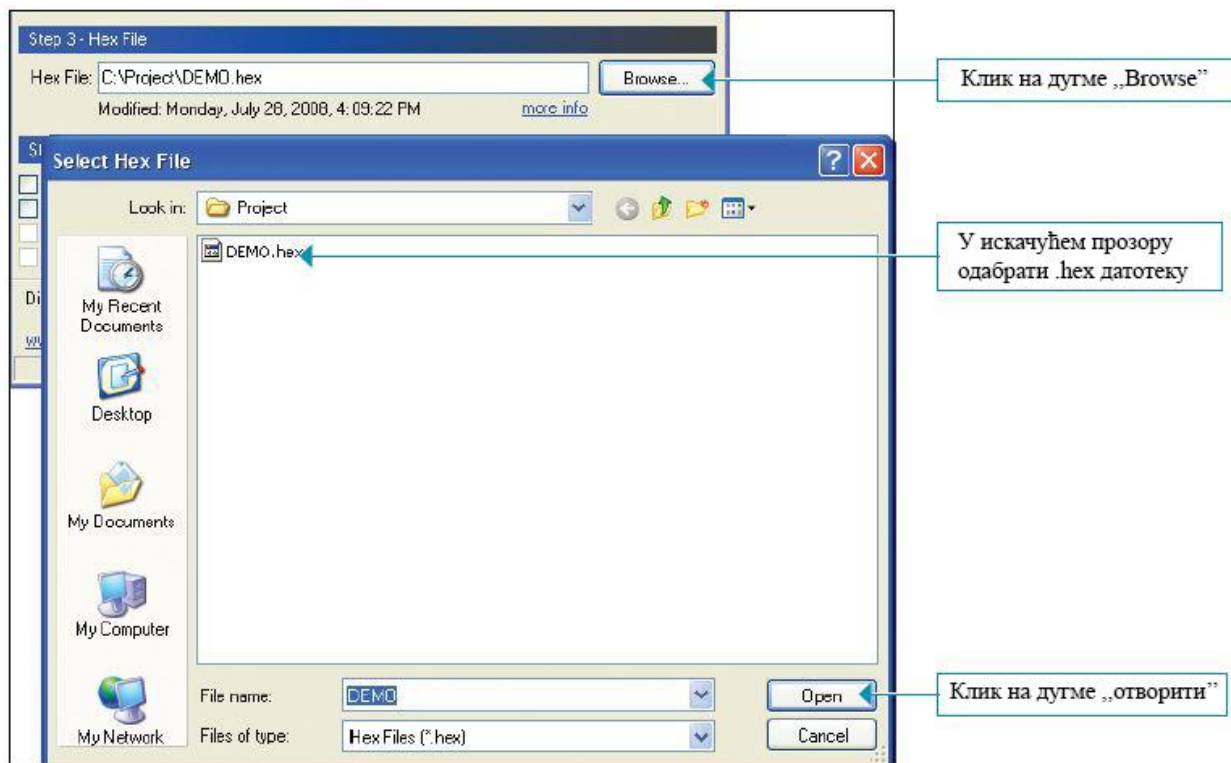 Step 3 - Hex File
Hex File: C:\Project\DEMO.hex Browse...
Клик на дугме ,,Browse”
Modified: Monday, July 28, 2008, 4:09:22 PM more info
Select Hex File
Look in: Project
DEMO.hex
У искачућем прозору
одабрати .hex датотеку
My Recent
Documents
Desktop
My Documents
My Computer
My Network
File name: DEMO Open
Клик на дугме ,,отворити”
Files of type: Hex Files (*.hex) Cancel